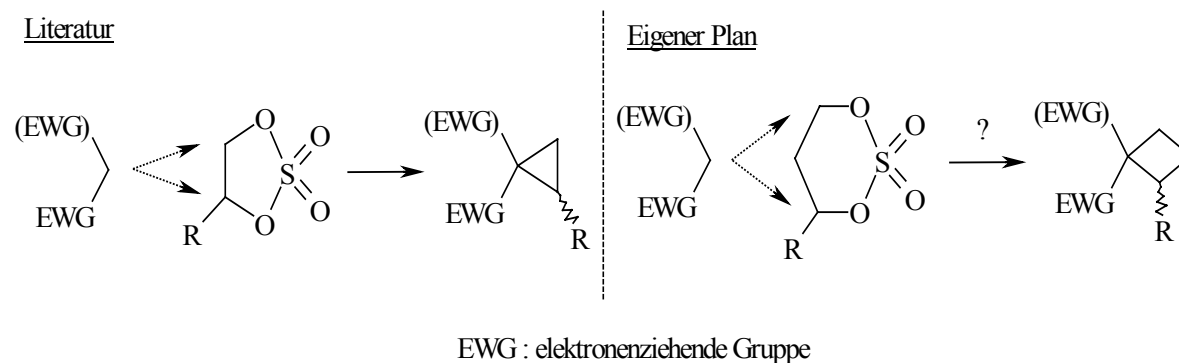 Literatur
(EWG)
EWG
R
O
O
S
O
O
(EWG)
EWG
R
Eigener Plan
(EWG)
EWG
R
O
O
S
O
O
?
(EWG)
EWG
R
EWG : elektronenziehende Gruppe